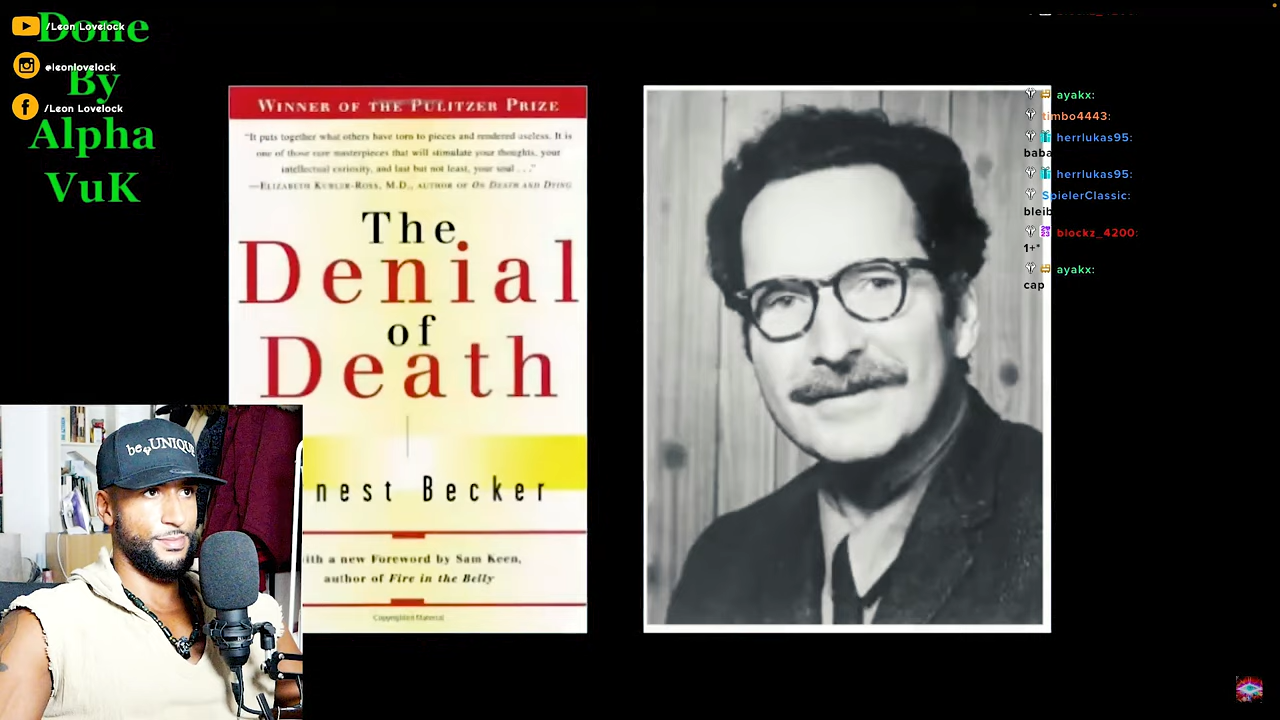 Done
By
Alpha
VuK
/Leon Lovelock
@leonlovelock
/Leon Lovelock
WINNER OF THE PULITZER PRIZE
"It puts together what others have torn to pieces and rendered useless. It is
one of those rare masterpieces that will stimulate your thoughts, your
intellectual curiosity, and last but not least, your soul . . ."
—ELIZABETH KUBLER-ROSS, M.D., AUTHOR OF ON DEATH AND DYING
The
Denial
of
Death
nest Becker
ith a new Foreword by Sam Keen,
author of Fire in the Belly
Copyrighted Material
be UNIQUE
ayakx:
timbo4443:
herrlukas95:
baba
herrlukas95:
SpielerClassic:
bleib
blockz_4200:
1+*
ayakx:
cap